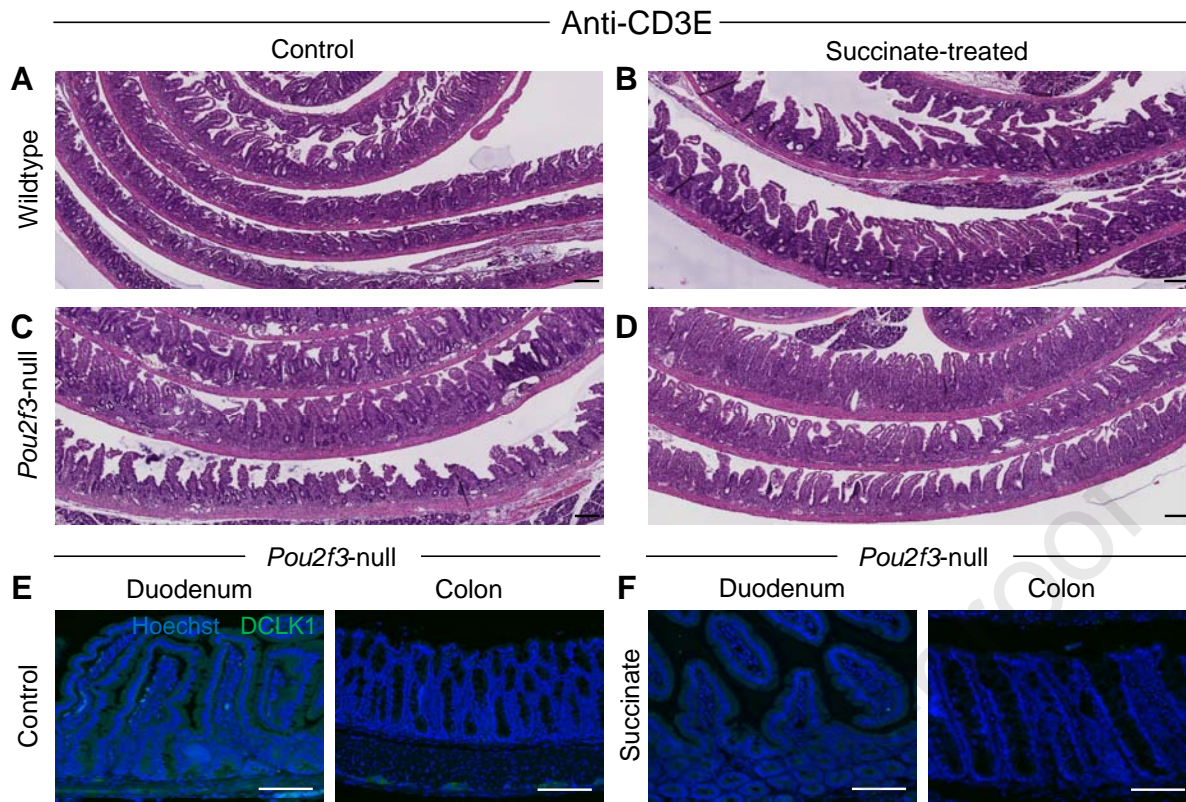 Anti-CD3E
Control
Succinate-treated
A
B
Wildtype
C
D
Pou2f3-null
Pou2f3-null
Pou2f3-null
E
Duodenum
Colon
F
Duodenum
Colon
Hoechst DCLK1
Control
Succinate